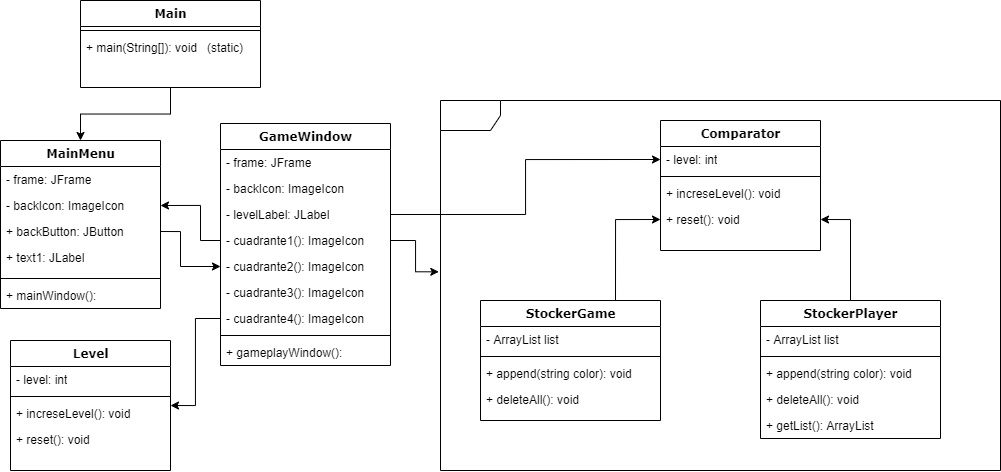 Main
+ main(String[]): void (static)
MainMenu
- frame: JFrame
- backIcon: ImageIcon
+ backButton: JButton
+ text1: JLabel
+ mainWindow():
GameWindow
- frame: JFrame
- backIcon: ImageIcon
- levelLabel: JLabel
- cuadrante1(): ImageIcon
- cuadrante2(): ImageIcon
- cuadrante3(): ImageIcon
- cuadrante4(): ImageIcon
+ gameplayWindow():
Level
- level: int
+ increseLevel(): void
+ reset(): void
Comparator
- level: int
+ increseLevel(): void
+ reset(): void
StockerGame
- ArrayList list
+ append(string color): void
+ deleteAll(): void
StockerPlayer
- ArrayList list
+ append(string color): void
+ deleteAll(): void
+ getList(): ArrayList